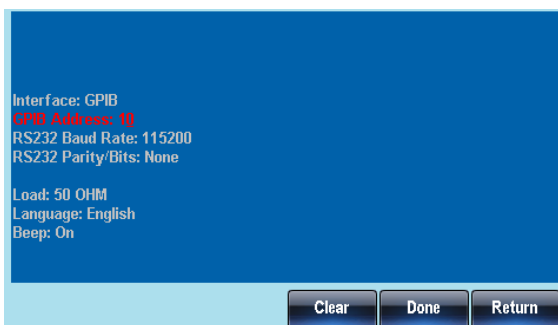 Interface: GPIB
GPIB Address: 10
RS232 Baud Rate: 115200
RS232 Parity/Bits: None
Load: 50 OHM
Language: English
Beep: On
Clear Done Return